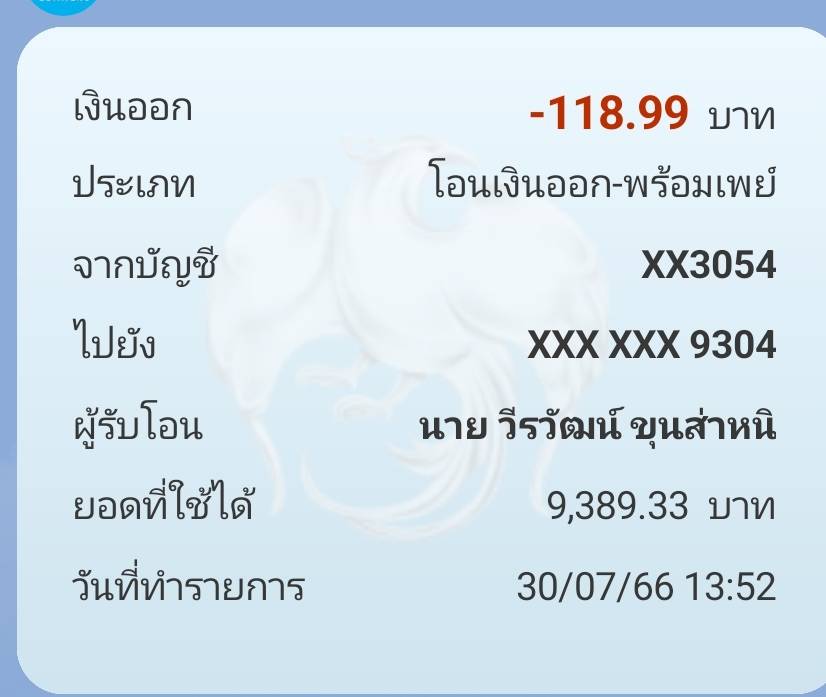 เงินออก -118.99 บาท
ประเภท โอนเงินออก-พร้อมเพย์
จากบัญชี XX3054
ไปยัง XXX XXX 9304
ผู้รับโอน นาย วีรวัฒน์ ขุนส่าหนิ
ยอดที่ใช้ได้ 9,389.33 บาท
วันที่ทำรายการ 30/07/66 13:52